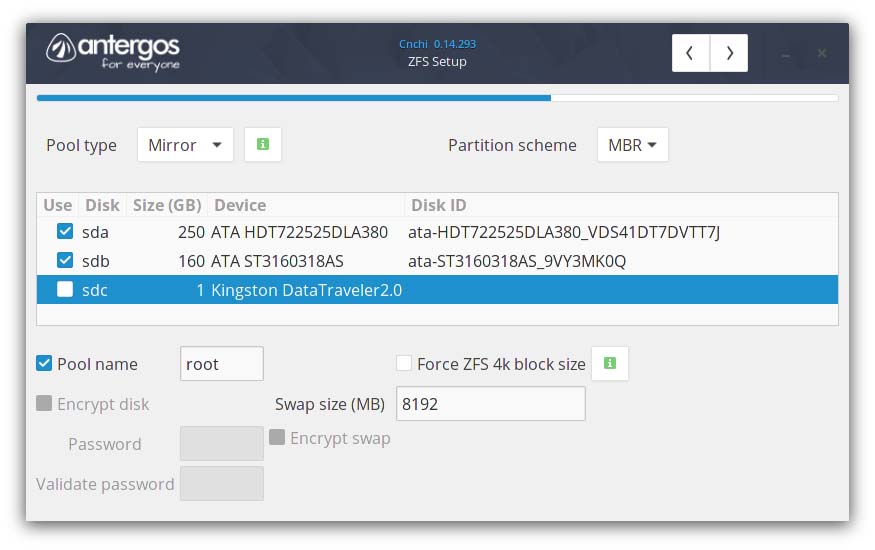 antergos
for everyone
Cnchi 0.14.293
ZFS Setup
Pool type Mirror Partition scheme MBR
Use Disk Size (GB) Device Disk ID
sda 250 ATA HDT722525DLA380 ata-HDT722525DLA380_VDS41DT7DVTT7J
sdb 160 ATA ST3160318AS ata-ST3160318AS_9VY3MK0Q
sdc 1 Kingston DataTraveler2.0
Pool name root Force ZFS 4k block size
Encrypt disk Swap size (MB) 8192
Password Encrypt swap
Validate password